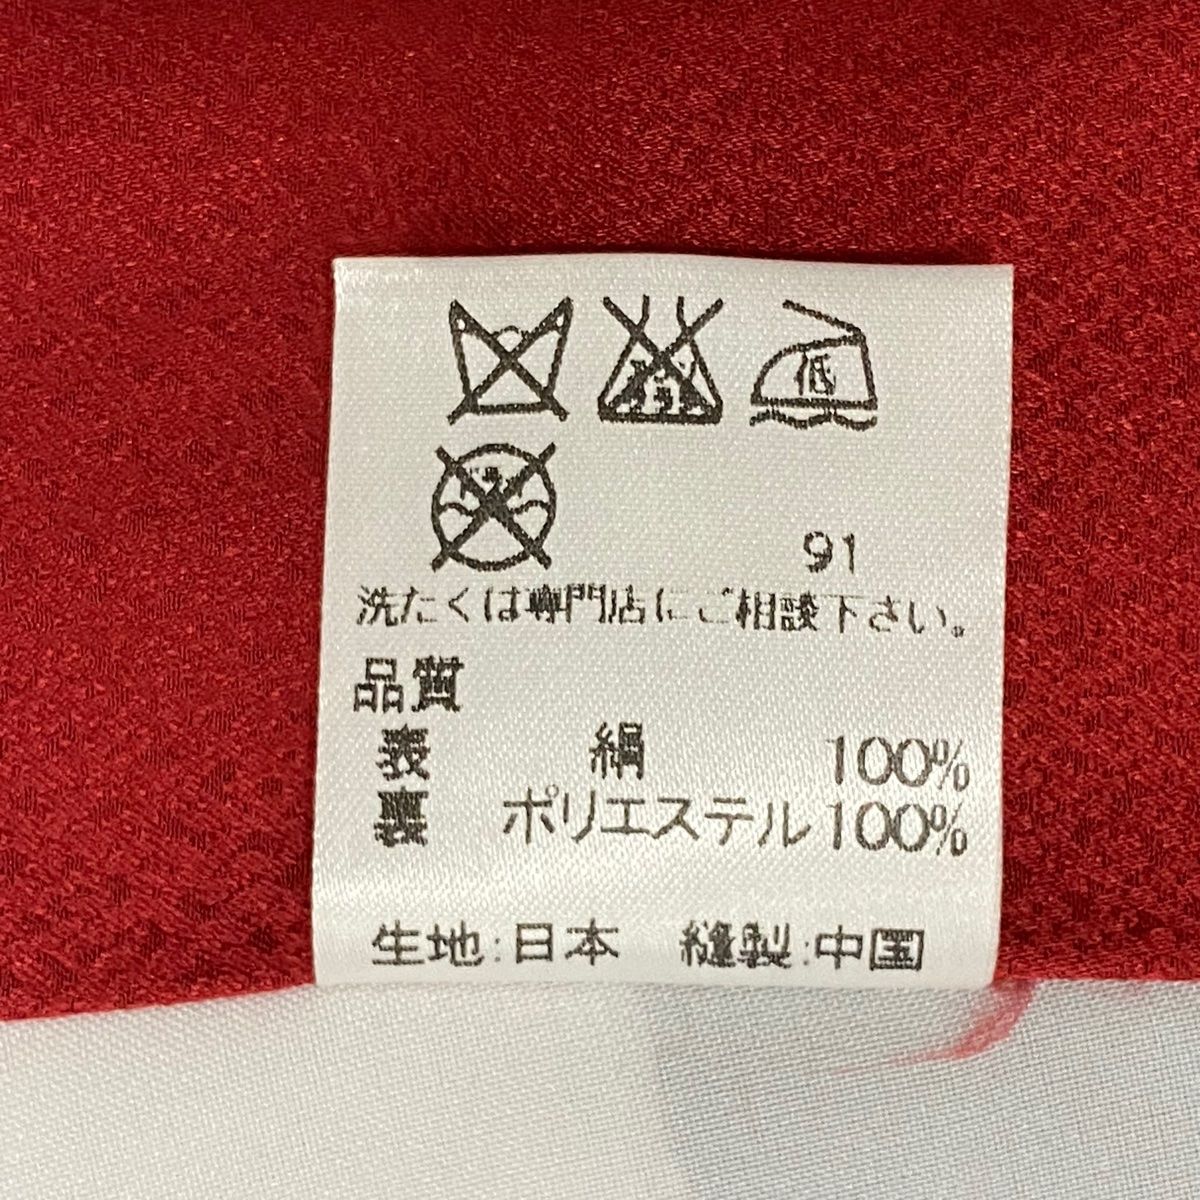 低
91
洗たくは専門店にご相談下さい。
品質
表 絹 100%
裏 ポリエステル100%
生地:日本 縫製:中国